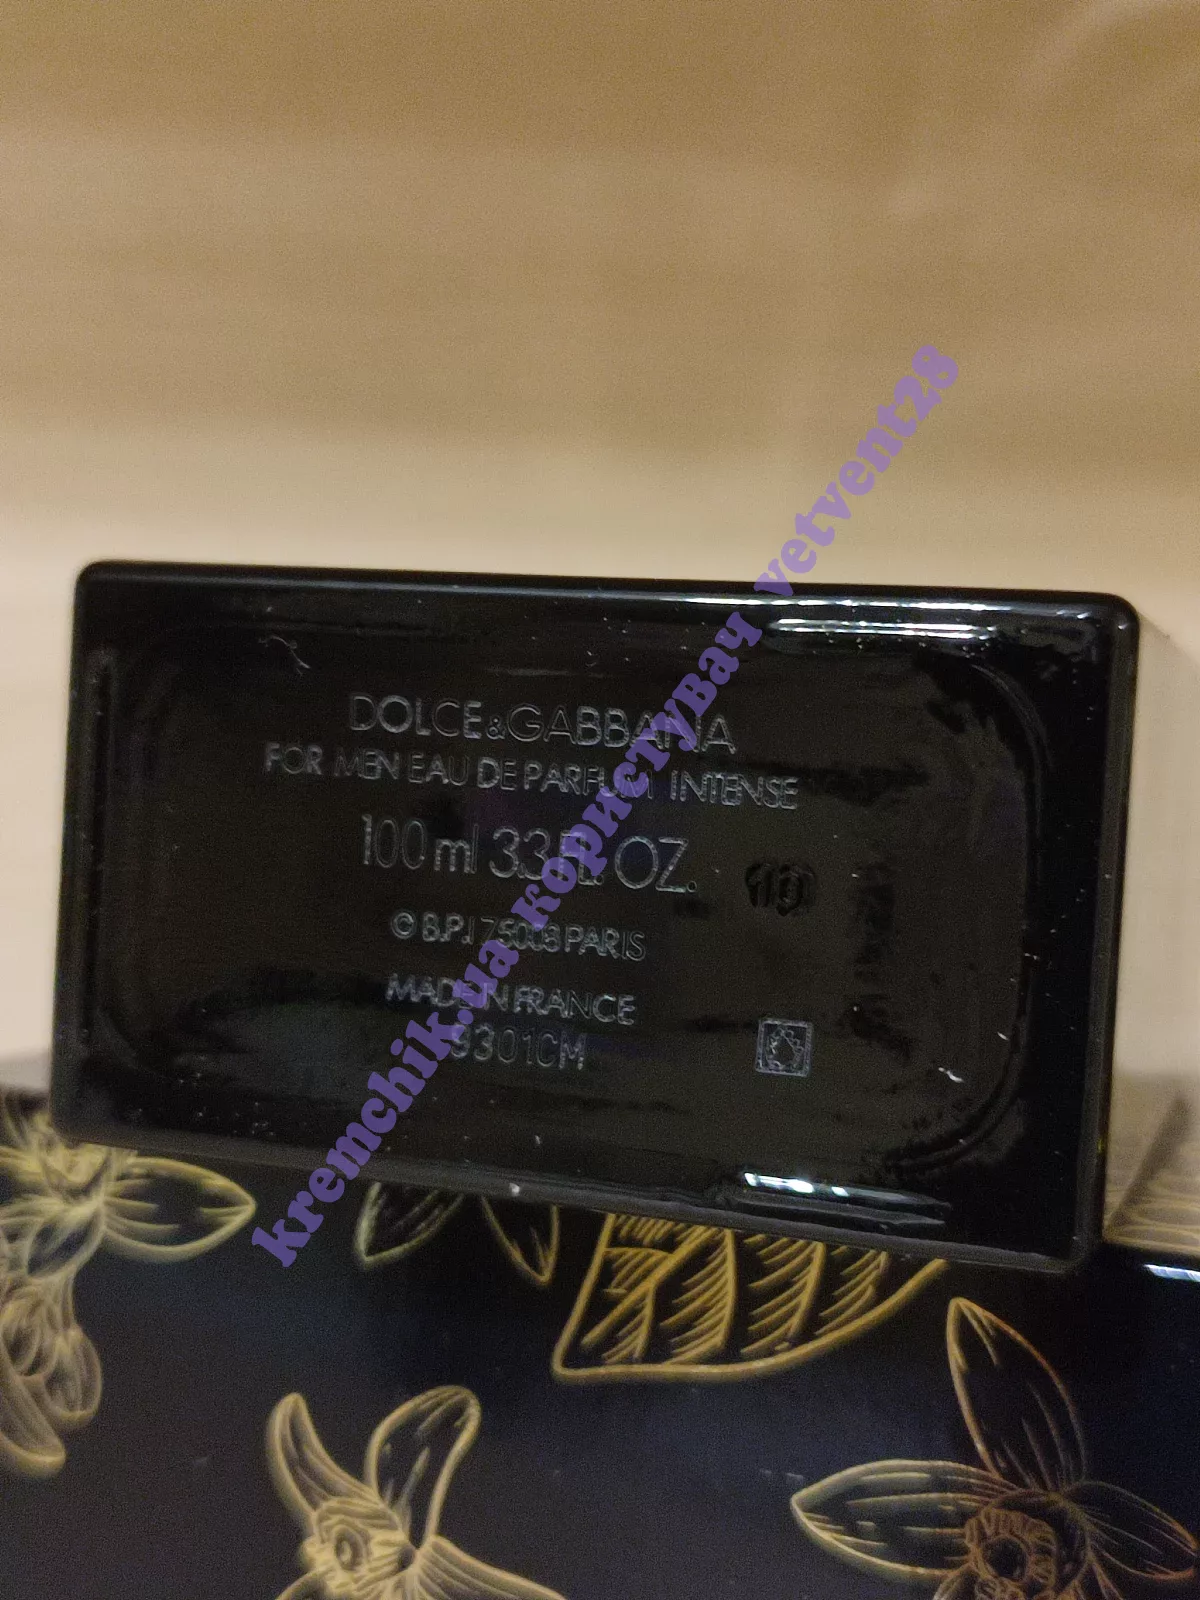 DOLCE&GABBANA
FOR MEN EAU DE PARFUM INTENSE
100 ml 3.3 FL. OZ.
© B.P.I 75008 PARIS
MADE IN FRANCE
9301CM
kremchik.ua користуВач vetvent28